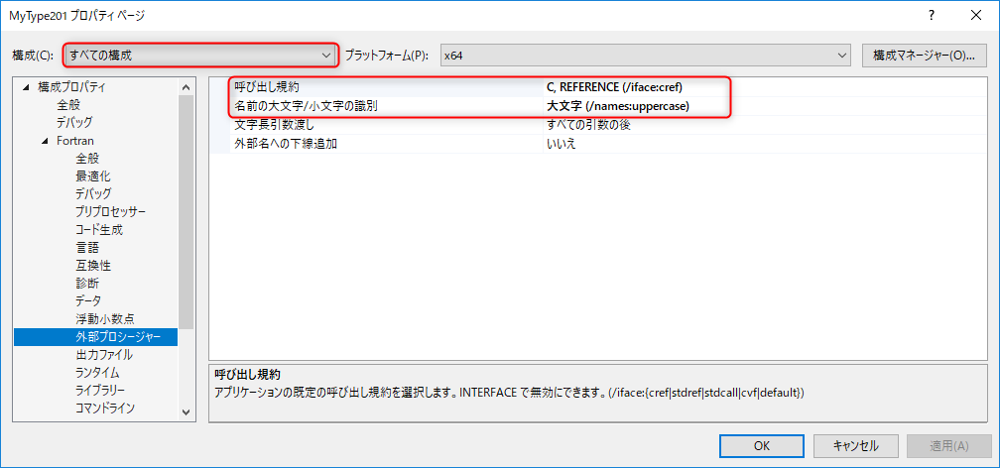 MyType201 プロパティ ページ
? ×
構成(C): すべての構成 プラットフォーム(P): x64 構成マネージャー(O)...
構成プロパティ
全般
デバッグ
Fortran
全般
最適化
デバッグ
プリプロセッサー
コード生成
言語
互換性
診断
データ
浮動小数点
外部プロシージャー
出力ファイル
ランタイム
ライブラリー
コマンドライン
呼び出し規約 C, REFERENCE (/iface:cref)
名前の大文字/小文字の識別 大文字 (/names:uppercase)
文字長引数渡し すべての引数の後
外部名への下線追加 いいえ
呼び出し規約
アプリケーションの既定の呼び出し規約を選択します。INTERFACE で無効にできます。(/iface:{cref|stdref|stdcall|cvf|default})
OK キャンセル 適用(A)